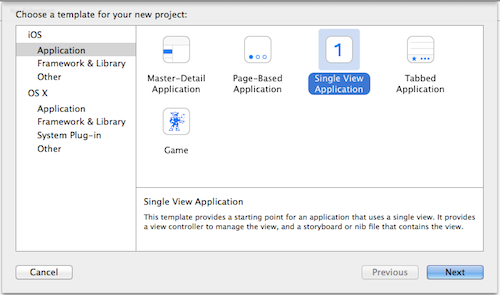 Choose a template for your new project:
iOS
Application
Framework & Library
Other
OS X
Application
Framework & Library
System Plug-in
Other
Master-Detail
Application
Page-Based
Application
1
Single View
Application
Tabbed
Application
Game
Single View Application
This template provides a starting point for an application that uses a single view. It provides
a view controller to manage the view, and a storyboard or nib file that contains the view.
Cancel
Previous
Next